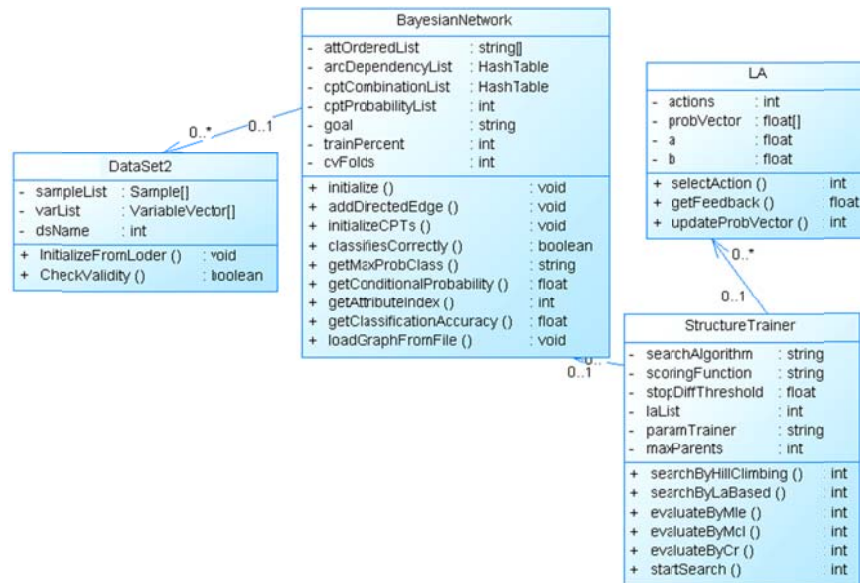 BayesianNetwork
- attOrderedList : string[]
- arcDependencyList : HashTable
- cptCombinationList : HashTable
- cptProbabilityList : int
- goal : string
- trainPercent : int
- cvFolds : int
+ initialize () : void
+ addDirectedEdge () : void
+ initializeCPTs () : void
+ classifiesCorrectly () : boolean
+ getMaxProbClass () : string
+ getConditionalProbability () : float
+ getAttributeIndex () : int
+ getClassificationAccuracy () : float
+ loadGraphFromFile () : void
0..*
0..1
DataSet2
- sampleList : Sample[]
- varList : VariableVector[]
- dsName : int
+ InitializeFromLoder () : void
+ CheckValidity () : boolean
LA
- actions : int
- probVector : float[]
- a : float
- b : float
+ selectAction () : int
+ getFeedback () : float
+ updateProbVector () : int
0..*
0..1
0..
0..1
StructureTrainer
- searchAlgorithm : string
- scoringFunction : string
- stopDiffThreshold : float
- laList : int
- paramTrainer : string
- maxParents : int
+ searchByHillClimbing () : int
+ searchByLaBased () : int
+ evaluateByMle () : int
+ evaluateByMcl () : int
+ evaluateByCr () : int
+ startSearch () : int